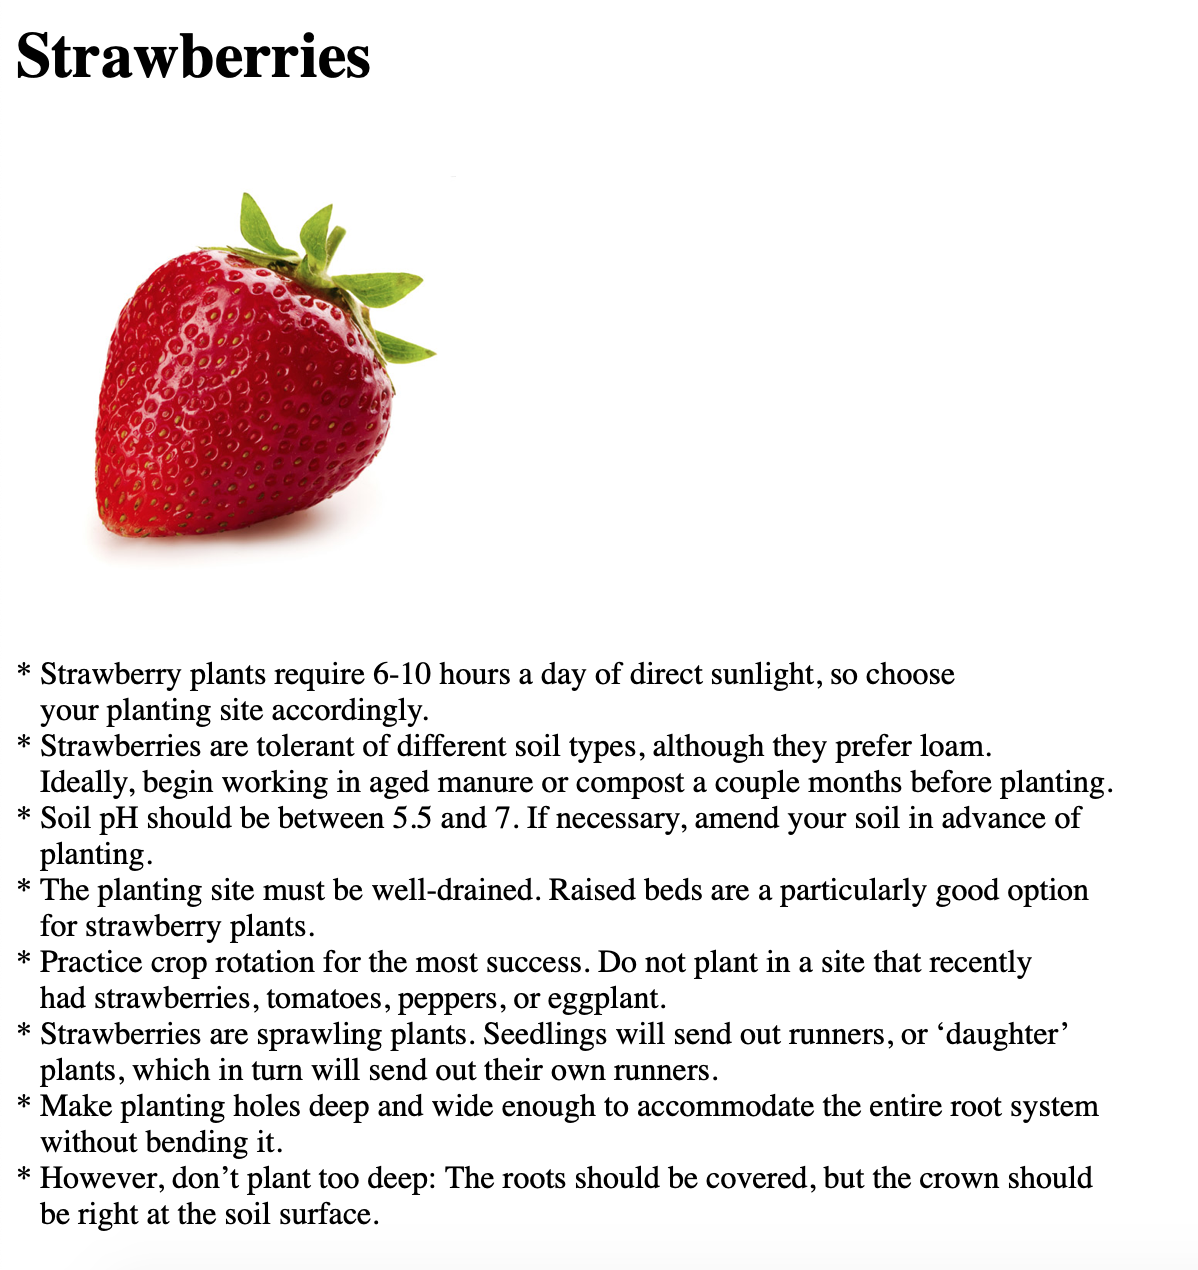 Strawberries
* Strawberry plants require 6-10 hours a day of direct sunlight, so choose
your planting site accordingly.
* Strawberries are tolerant of different soil types, although they prefer loam.
Ideally, begin working in aged manure or compost a couple months before planting.
* Soil pH should be between 5.5 and 7. If necessary, amend your soil in advance of
planting.
* The planting site must be well-drained. Raised beds are a particularly good option
for strawberry plants.
* Practice crop rotation for the most success. Do not plant in a site that recently
had strawberries, tomatoes, peppers, or eggplant.
* Strawberries are sprawling plants. Seedlings will send out runners, or ‘daughter’
plants, which in turn will send out their own runners.
* Make planting holes deep and wide enough to accommodate the entire root system
without bending it.
* However, don’t plant too deep: The roots should be covered, but the crown should
be right at the soil surface.